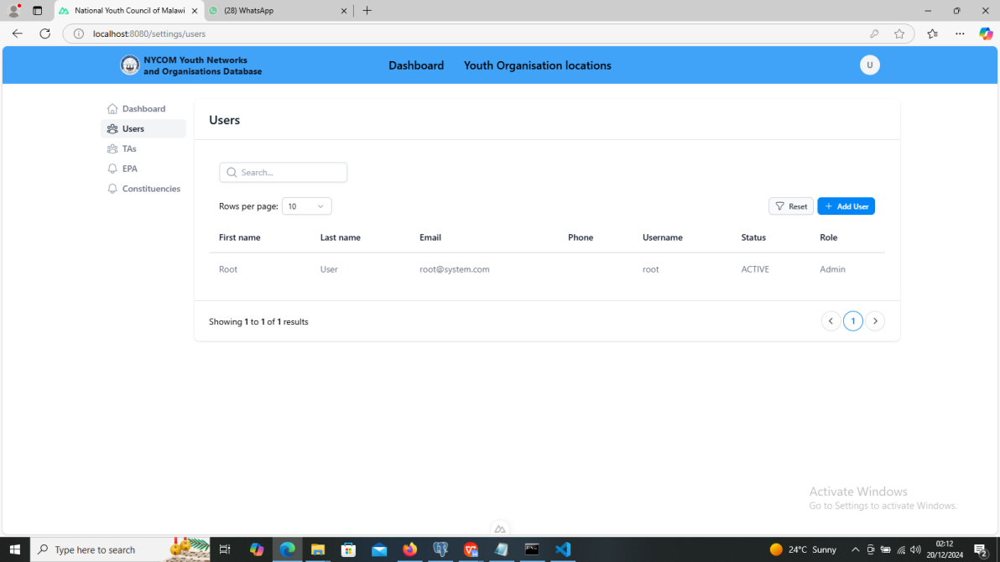 National Youth Council of Malawi
(28) WhatsApp
localhost:8080/settings/users
NYCOM Youth Networks
and Organisations Database
Dashboard
Youth Organisation locations
U
Dashboard
Users
TAs
EPA
Constituencies
Users
Search...
Rows per page:
10
Reset
Add User
First name Last name Email Phone Username Status Role
Root User root@system.com root ACTIVE Admin
Showing 1 to 1 of 1 results
1
Activate Windows
Go to Settings to activate Windows.
Type here to search
24°C Sunny
02:12
20/12/2024
2